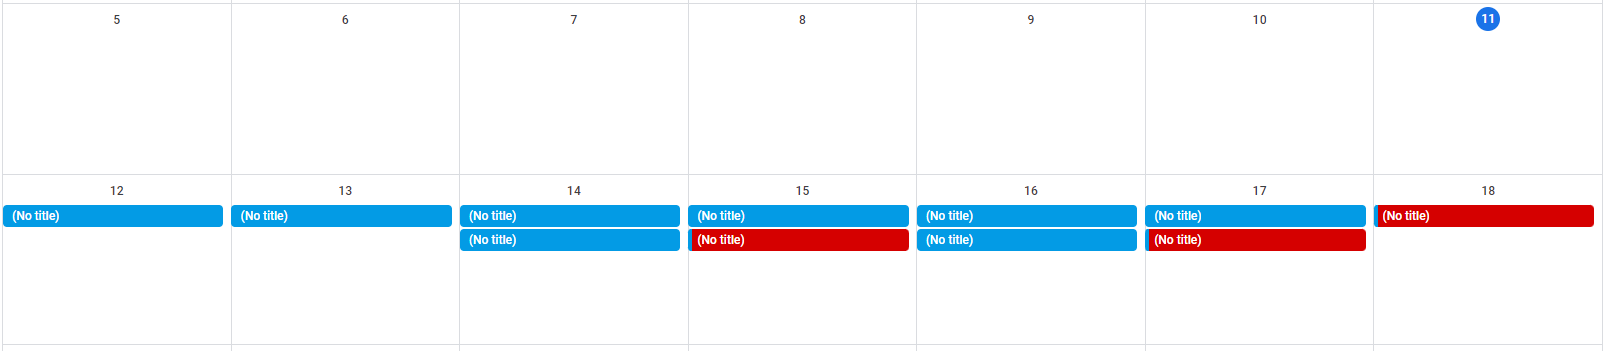 5 6 7 8 9 10 11
12 13 14 15 16 17 18
(No title) (No title) (No title) (No title) (No title) (No title) (No title)
(No title) (No title) (No title) (No title)